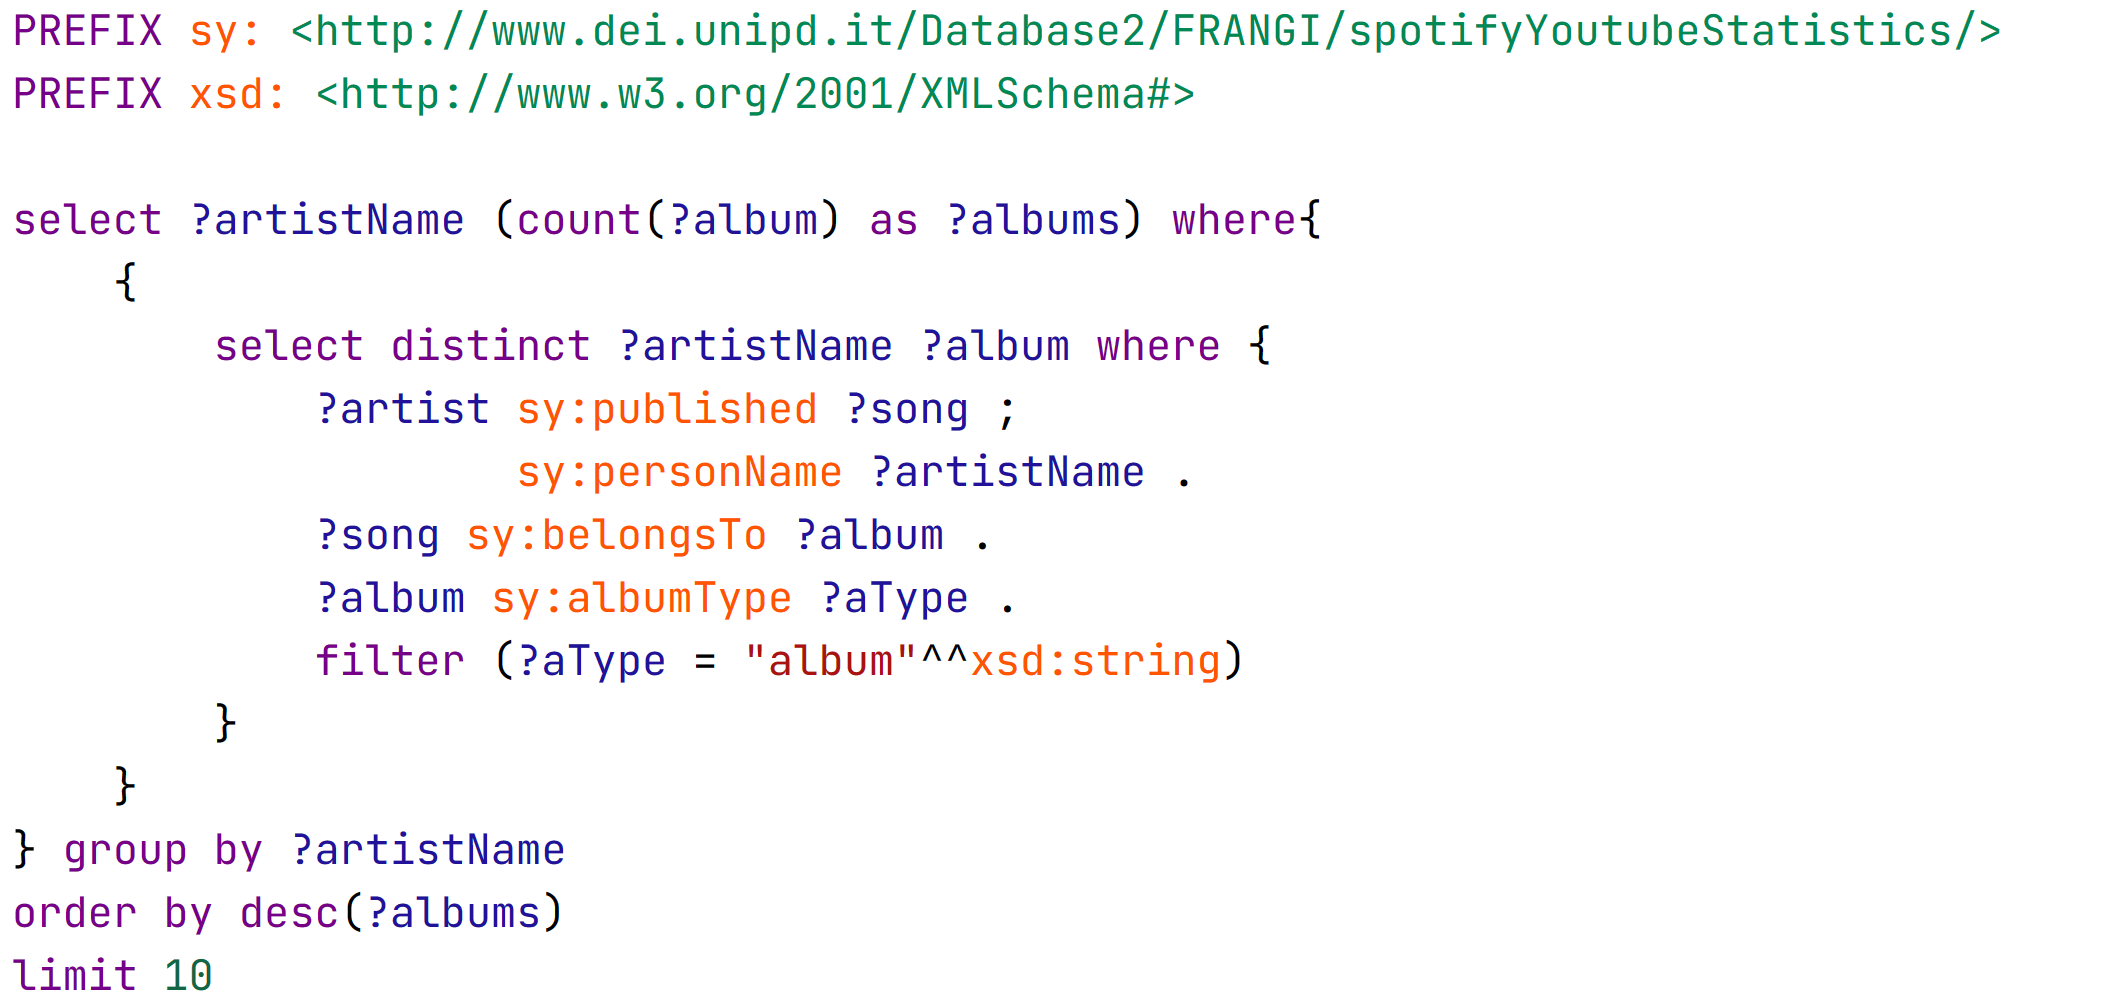 PREFIX sy: <http://www.dei.unipd.it/Database2/FRANGI/spotifyYoutubeStatistics/>
PREFIX xsd: <http://www.w3.org/2001/XMLSchema#>

select ?artistName (count(?album) as ?albums) where{
    {
        select distinct ?artistName ?album where {
            ?artist sy:published ?song ;
                    sy:personName ?artistName .
            ?song sy:belongsTo ?album .
            ?album sy:albumType ?aType .
            filter (?aType = "album"^^xsd:string)
        }
    }
} group by ?artistName
order by desc(?albums)
limit 10